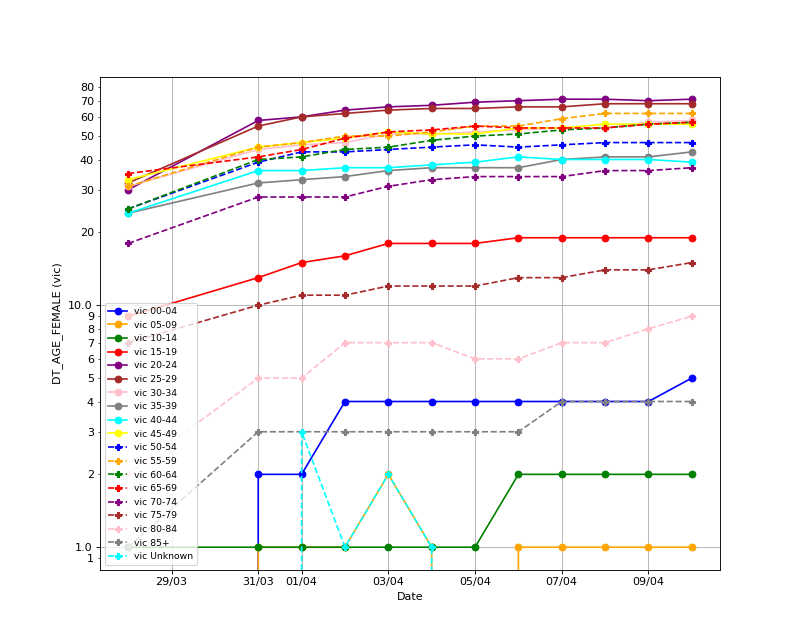 DT_AGE_FEMALE (vic)
80
70
60
50
40
30
20
10.0
9
8
7
6
5
4
3
2
1.0
1
vic 00-04
vic 05-09
vic 10-14
vic 15-19
vic 20-24
vic 25-29
vic 30-34
vic 35-39
vic 40-44
vic 45-49
vic 50-54
vic 55-59
vic 60-64
vic 65-69
vic 70-74
vic 75-79
vic 80-84
vic 85+
vic Unknown
29/03 31/03 01/04 03/04 05/04 07/04 09/04
Date